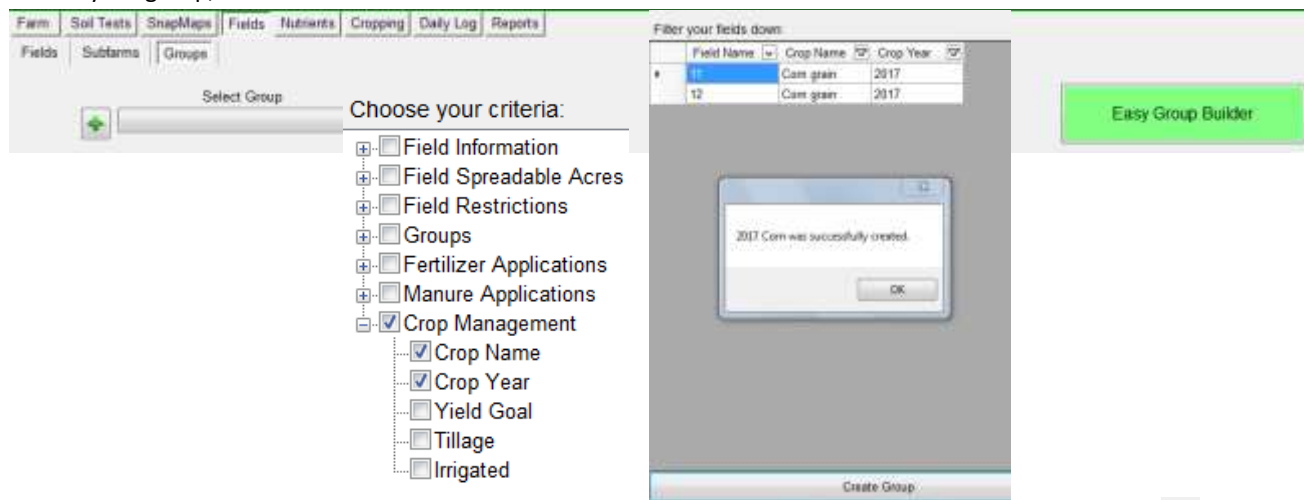 Farm Soil Tests SnapMaps Fields Nutrients Cropping Daily Log Reports
Fields Subfarms Groups
Select Group
Choose your criteria:
Field Information
Field Spreadable Acres
Field Restrictions
Groups
Fertilizer Applications
Manure Applications
Crop Management
Crop Name
Crop Year
Yield Goal
Tillage
Irrigated
Filter your fields down
Field Name Crop Name Crop Year
11 Corn grain 2017
12 Corn grain 2017
2017 Corn was successfully created.
OK
Create Group
Easy Group Builder